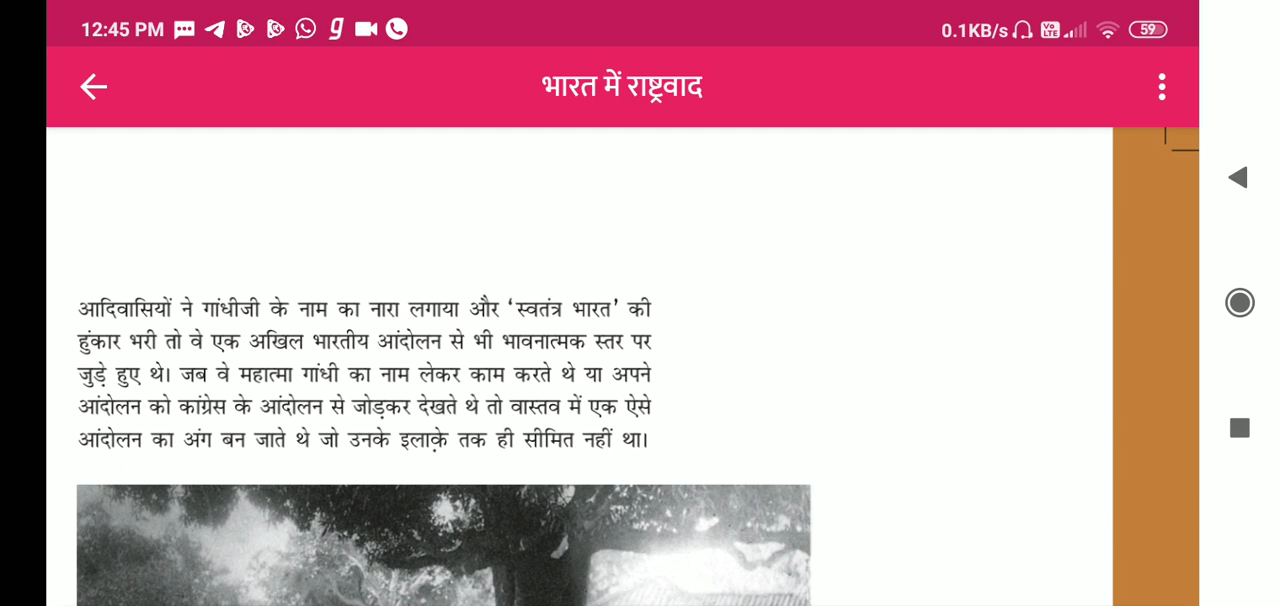 12:45 PM g 0.1KB/s Vo LTE 59
भारत में राष्ट्रवाद
आदिवासियों ने गांधीजी के नाम का नारा लगाया और ‘स्वतंत्र भारत’ की
हुंकार भरी तो वे एक अखिल भारतीय आंदोलन से भी भावनात्मक स्तर पर
जुड़े हुए थे। जब वे महात्मा गांधी का नाम लेकर काम करते थे या अपने
आंदोलन को कांग्रेस के आंदोलन से जोड़कर देखते थे तो वास्तव में एक ऐसे
आंदोलन का अंग बन जाते थे जो उनके इलाक़े तक ही सीमित नहीं था।